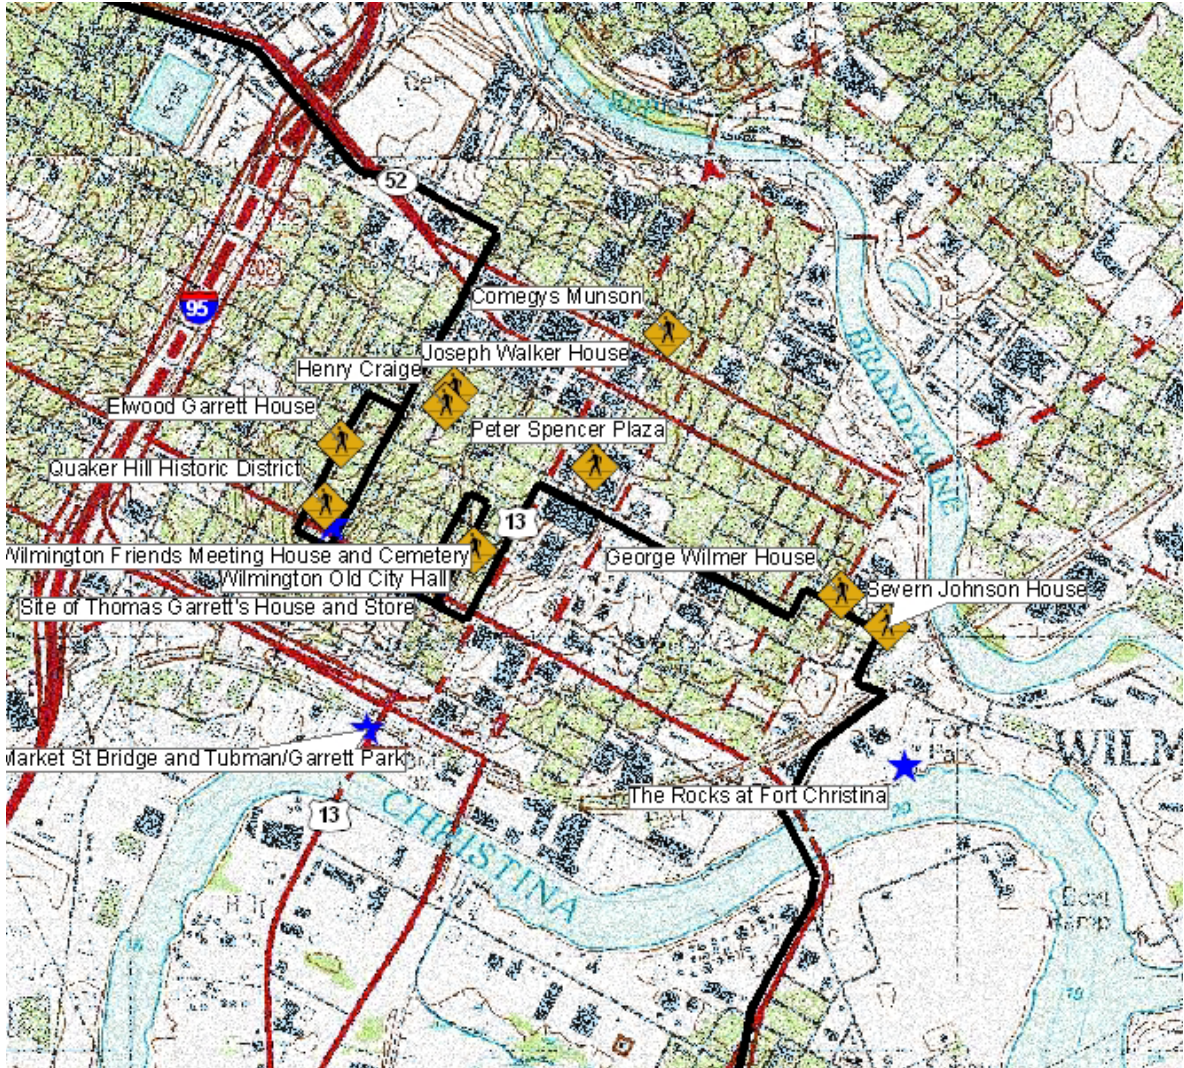 52
95
Comegys Munson
Joseph Walker House
Henry Craige
BRANDYWINE
Elwood Garrett House
Peter Spencer Plaza
Quaker Hill Historic District
13
Wilmington Friends Meeting House and Cemetery
George Wilmer House
Wilmington Old City Hall
Severn Johnson House
Site of Thomas Garrett's House and Store
Market St Bridge and Tubman/Garrett Park
WILM
Park
The Rocks at Fort Christina
13
CHRISTINA